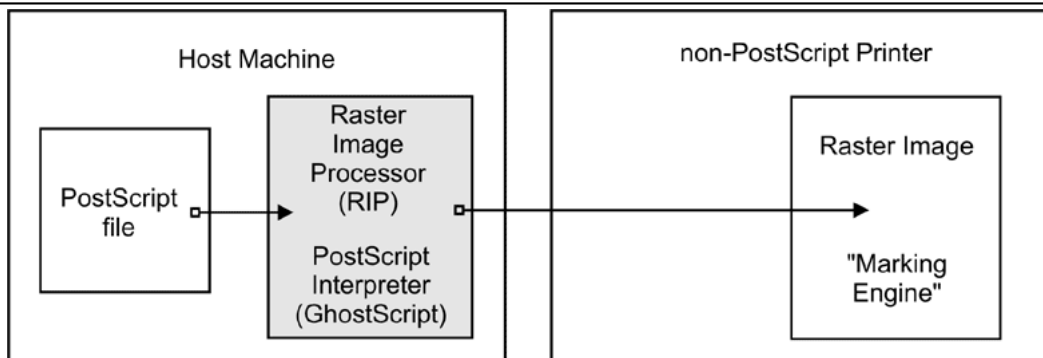 Host Machine
PostScript
file
Raster
Image
Processor
(RIP)
PostScript
Interpreter
(GhostScript)
non-PostScript Printer
Raster Image
"Marking
Engine"